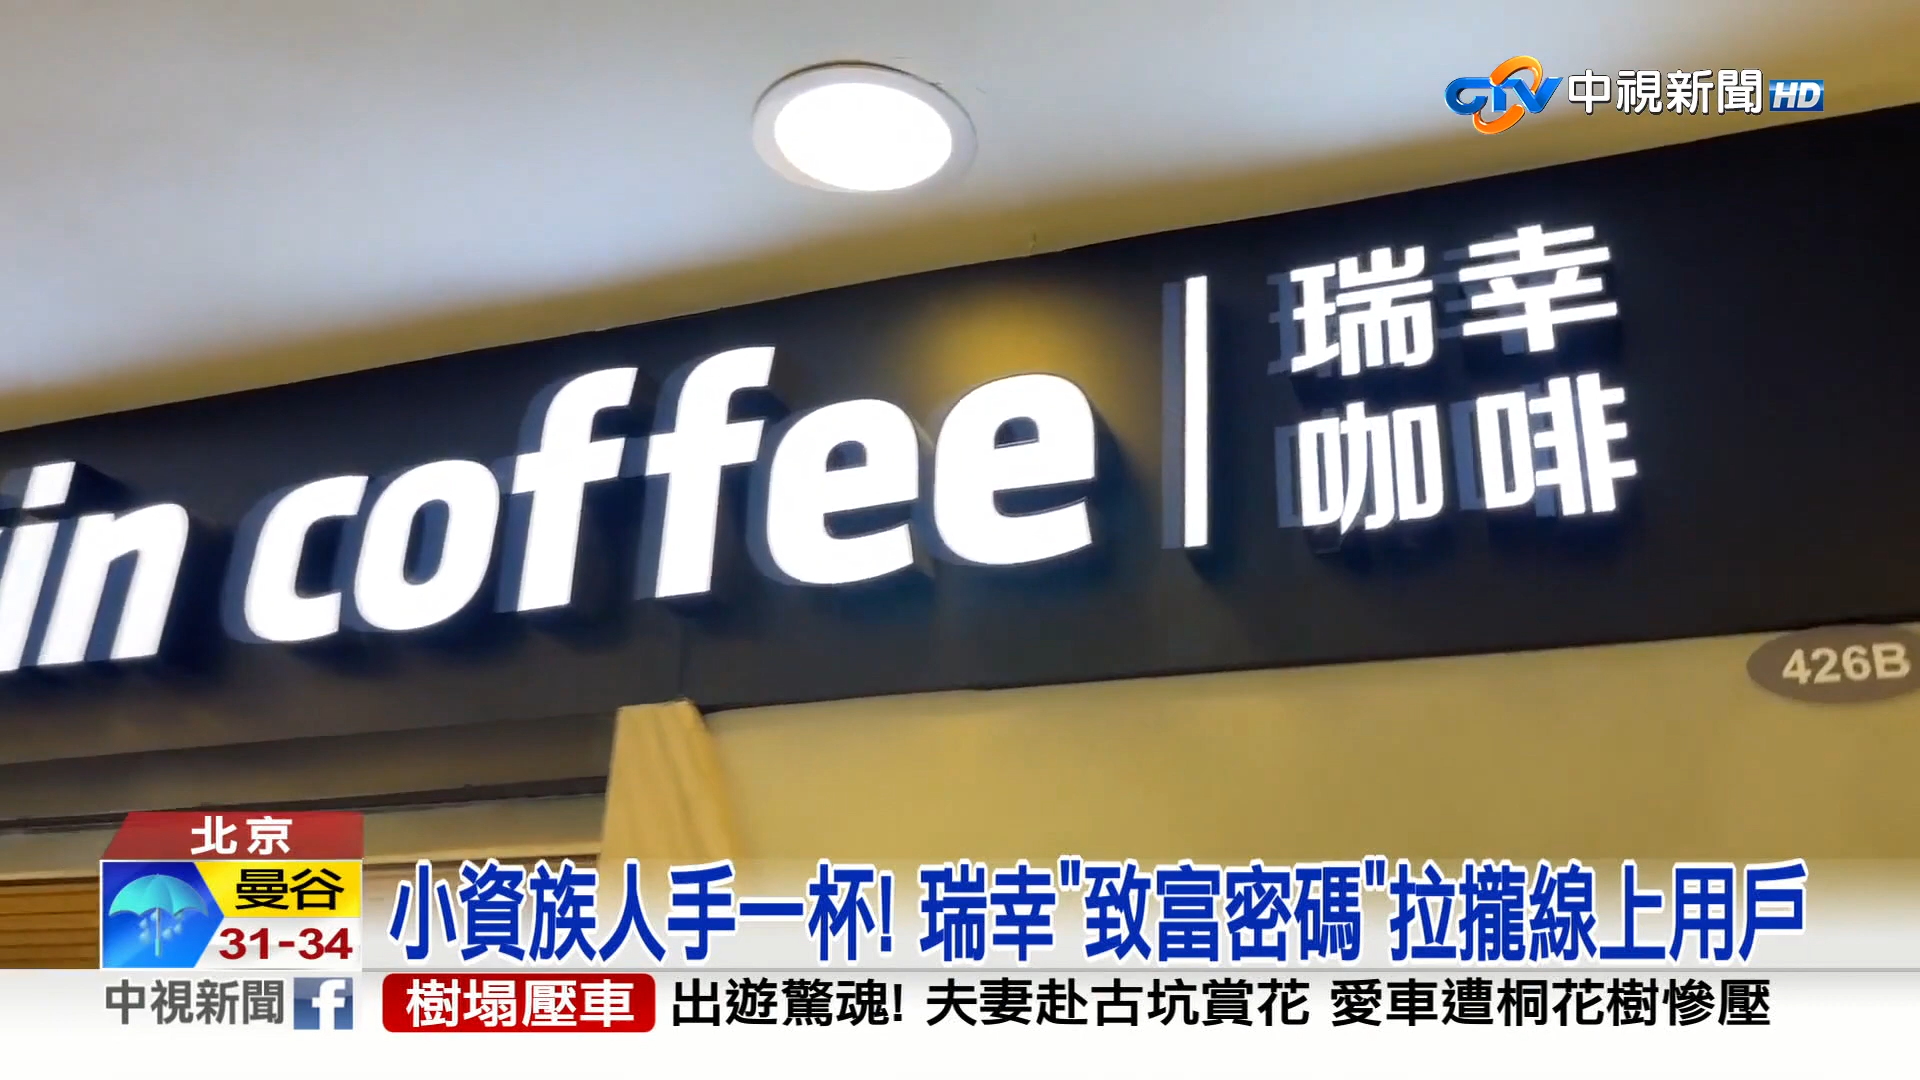 CTV 中視新聞 HD
瑞幸
in coffee
咖啡
426B
北京
曼谷
31-34
小資族人手一杯! 瑞幸"致富密碼"拉攏線上用戶
中視新聞 f
樹塌壓車 出遊驚魂! 夫妻赴古坑賞花 愛車遭桐花樹慘壓